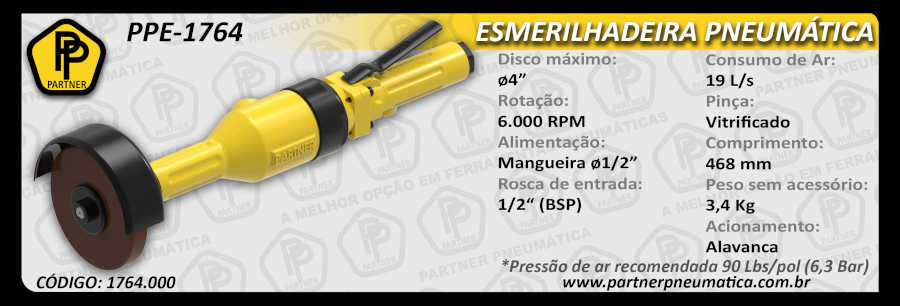 PPE-1764
ESMERILHADEIRA PNEUMÁTICA
PP
PARTNER
PARTNER
Disco máximo:
ø4”
Rotação:
6.000 RPM
Alimentação:
Mangueira ø1/2”
Rosca de entrada:
1/2“ (BSP)
Consumo de Ar:
19 L/s
Pinça:
Vitrificado
Comprimento:
468 mm
Peso sem acessório:
3,4 Kg
Acionamento:
Alavanca
*Pressão de ar recomendada 90 Lbs/pol (6,3 Bar)
CÓDIGO: 1764.000
www.partnerpneumatica.com.br